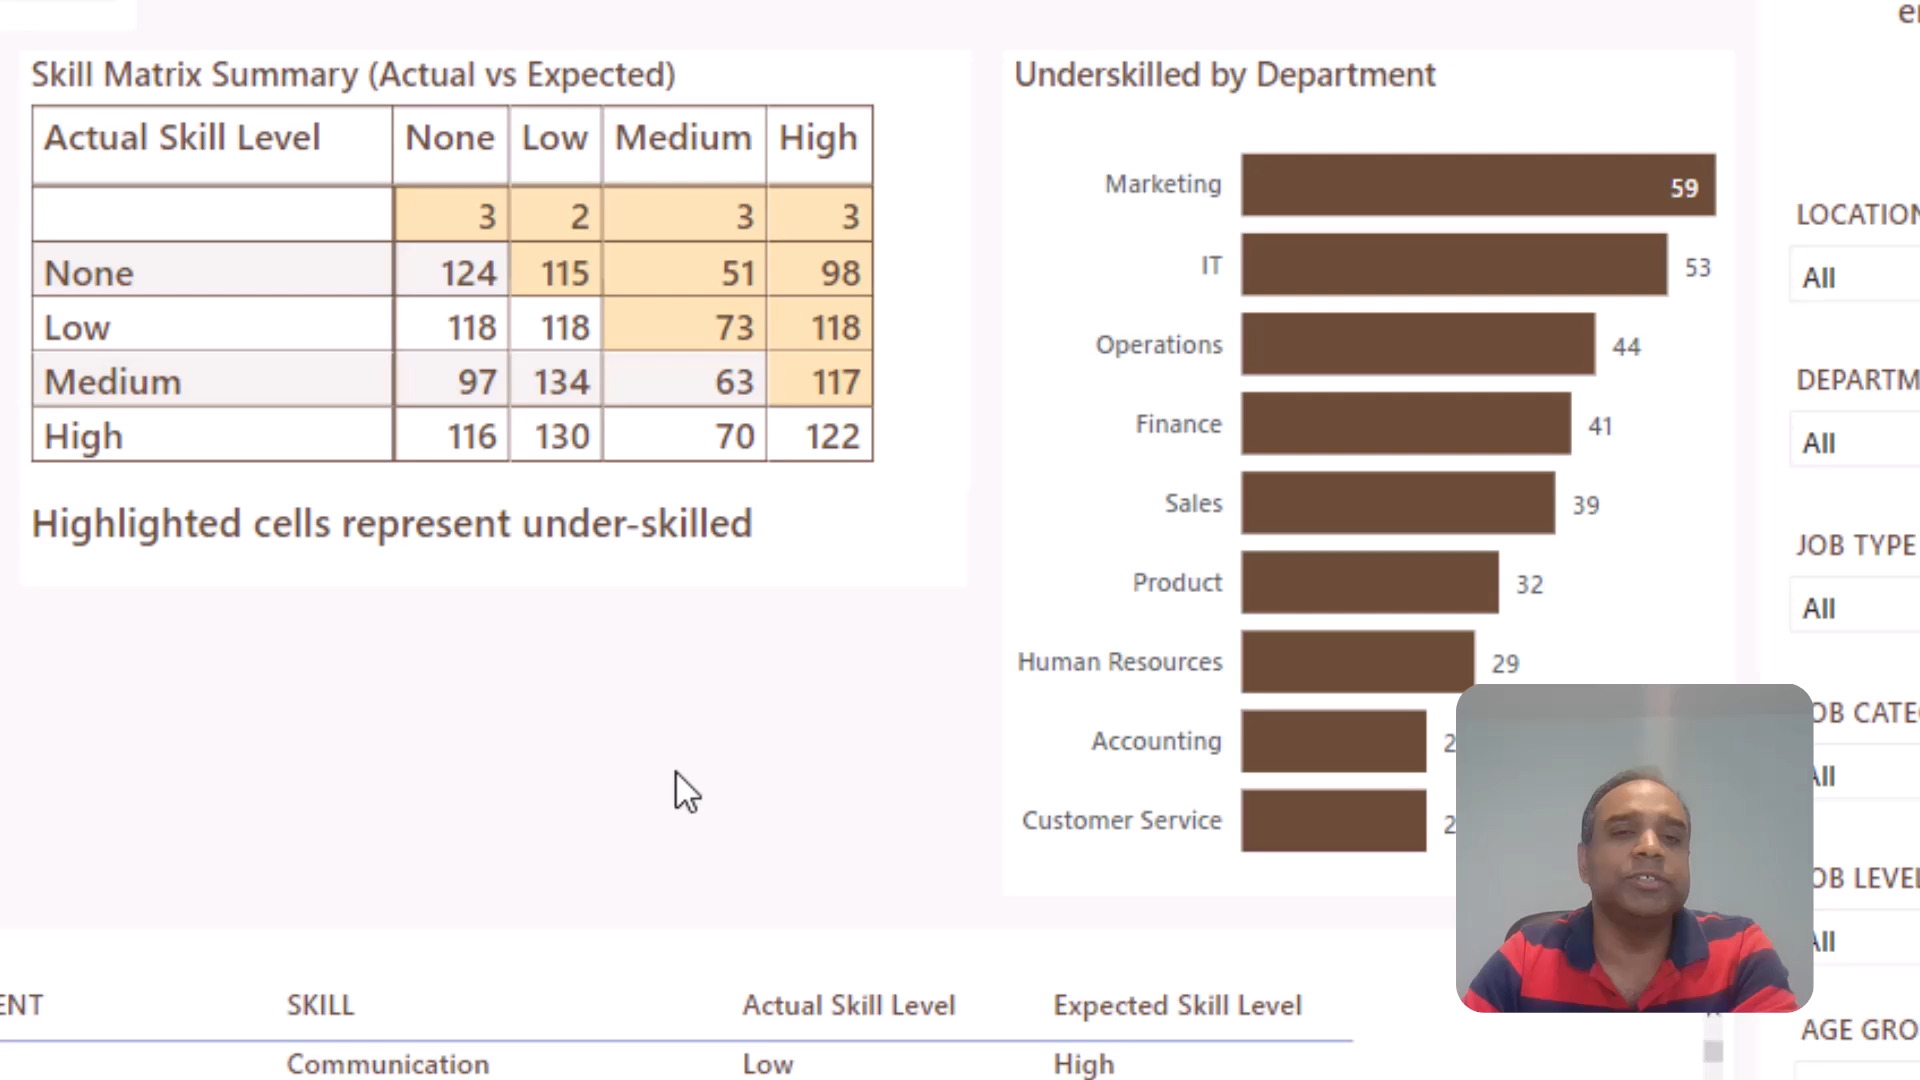 Skill Matrix Summary (Actual vs Expected)
Actual Skill Level None Low Medium High
3 2 3 3
None 124 115 51 98
Low 118 118 73 118
Medium 97 134 63 117
High 116 130 70 122
Highlighted cells represent under-skilled
Underskilled by Department
Marketing 59
IT 53
Operations 44
Finance 41
Sales 39
Product 32
Human Resources 29
Accounting 2
Customer Service 2
LOCATION
All
DEPARTM
All
JOB TYPE
All
OB CATE
All
OB LEVEL
All
AGE GRO
ENT SKILL Actual Skill Level Expected Skill Level
Communication Low High